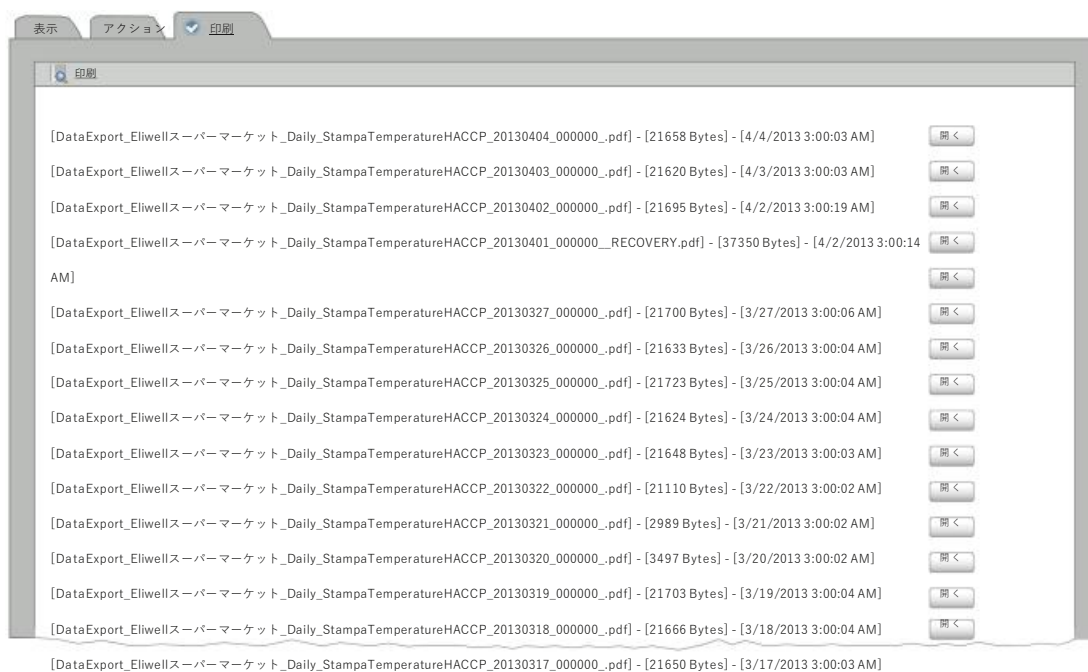 表示
アクション
印刷
印刷
[DataExport_Eliwellスーパーマーケット_Daily_StampaTemperatureHACCP_20130404_000000_.pdf] - [21658 Bytes] - [4/4/2013 3:00:03 AM] 開く
[DataExport_Eliwellスーパーマーケット_Daily_StampaTemperatureHACCP_20130403_000000_.pdf] - [21620 Bytes] - [4/3/2013 3:00:03 AM] 開く
[DataExport_Eliwellスーパーマーケット_Daily_StampaTemperatureHACCP_20130402_000000_.pdf] - [21695 Bytes] - [4/2/2013 3:00:19 AM] 開く
[DataExport_Eliwellスーパーマーケット_Daily_StampaTemperatureHACCP_20130401_000000__RECOVERY.pdf] - [37350 Bytes] - [4/2/2013 3:00:14 開く
AM] 開く
[DataExport_Eliwellスーパーマーケット_Daily_StampaTemperatureHACCP_20130327_000000_.pdf] - [21700 Bytes] - [3/27/2013 3:00:06 AM] 開く
[DataExport_Eliwellスーパーマーケット_Daily_StampaTemperatureHACCP_20130326_000000_.pdf] - [21633 Bytes] - [3/26/2013 3:00:04 AM] 開く
[DataExport_Eliwellスーパーマーケット_Daily_StampaTemperatureHACCP_20130325_000000_.pdf] - [21723 Bytes] - [3/25/2013 3:00:04 AM] 開く
[DataExport_Eliwellスーパーマーケット_Daily_StampaTemperatureHACCP_20130324_000000_.pdf] - [21624 Bytes] - [3/24/2013 3:00:04 AM] 開く
[DataExport_Eliwellスーパーマーケット_Daily_StampaTemperatureHACCP_20130323_000000_.pdf] - [21648 Bytes] - [3/23/2013 3:00:03 AM] 開く
[DataExport_Eliwellスーパーマーケット_Daily_StampaTemperatureHACCP_20130322_000000_.pdf] - [21110 Bytes] - [3/22/2013 3:00:02 AM] 開く
[DataExport_Eliwellスーパーマーケット_Daily_StampaTemperatureHACCP_20130321_000000_.pdf] - [2989 Bytes] - [3/21/2013 3:00:02 AM] 開く
[DataExport_Eliwellスーパーマーケット_Daily_StampaTemperatureHACCP_20130320_000000_.pdf] - [3497 Bytes] - [3/20/2013 3:00:02 AM] 開く
[DataExport_Eliwellスーパーマーケット_Daily_StampaTemperatureHACCP_20130319_000000_.pdf] - [21703 Bytes] - [3/19/2013 3:00:04 AM] 開く
[DataExport_Eliwellスーパーマーケット_Daily_StampaTemperatureHACCP_20130318_000000_.pdf] - [21666 Bytes] - [3/18/2013 3:00:04 AM] 開く
[DataExport_Eliwellスーパーマーケット_Daily_StampaTemperatureHACCP_20130317_000000_.pdf] - [21650 Bytes] - [3/17/2013 3:00:03 AM]